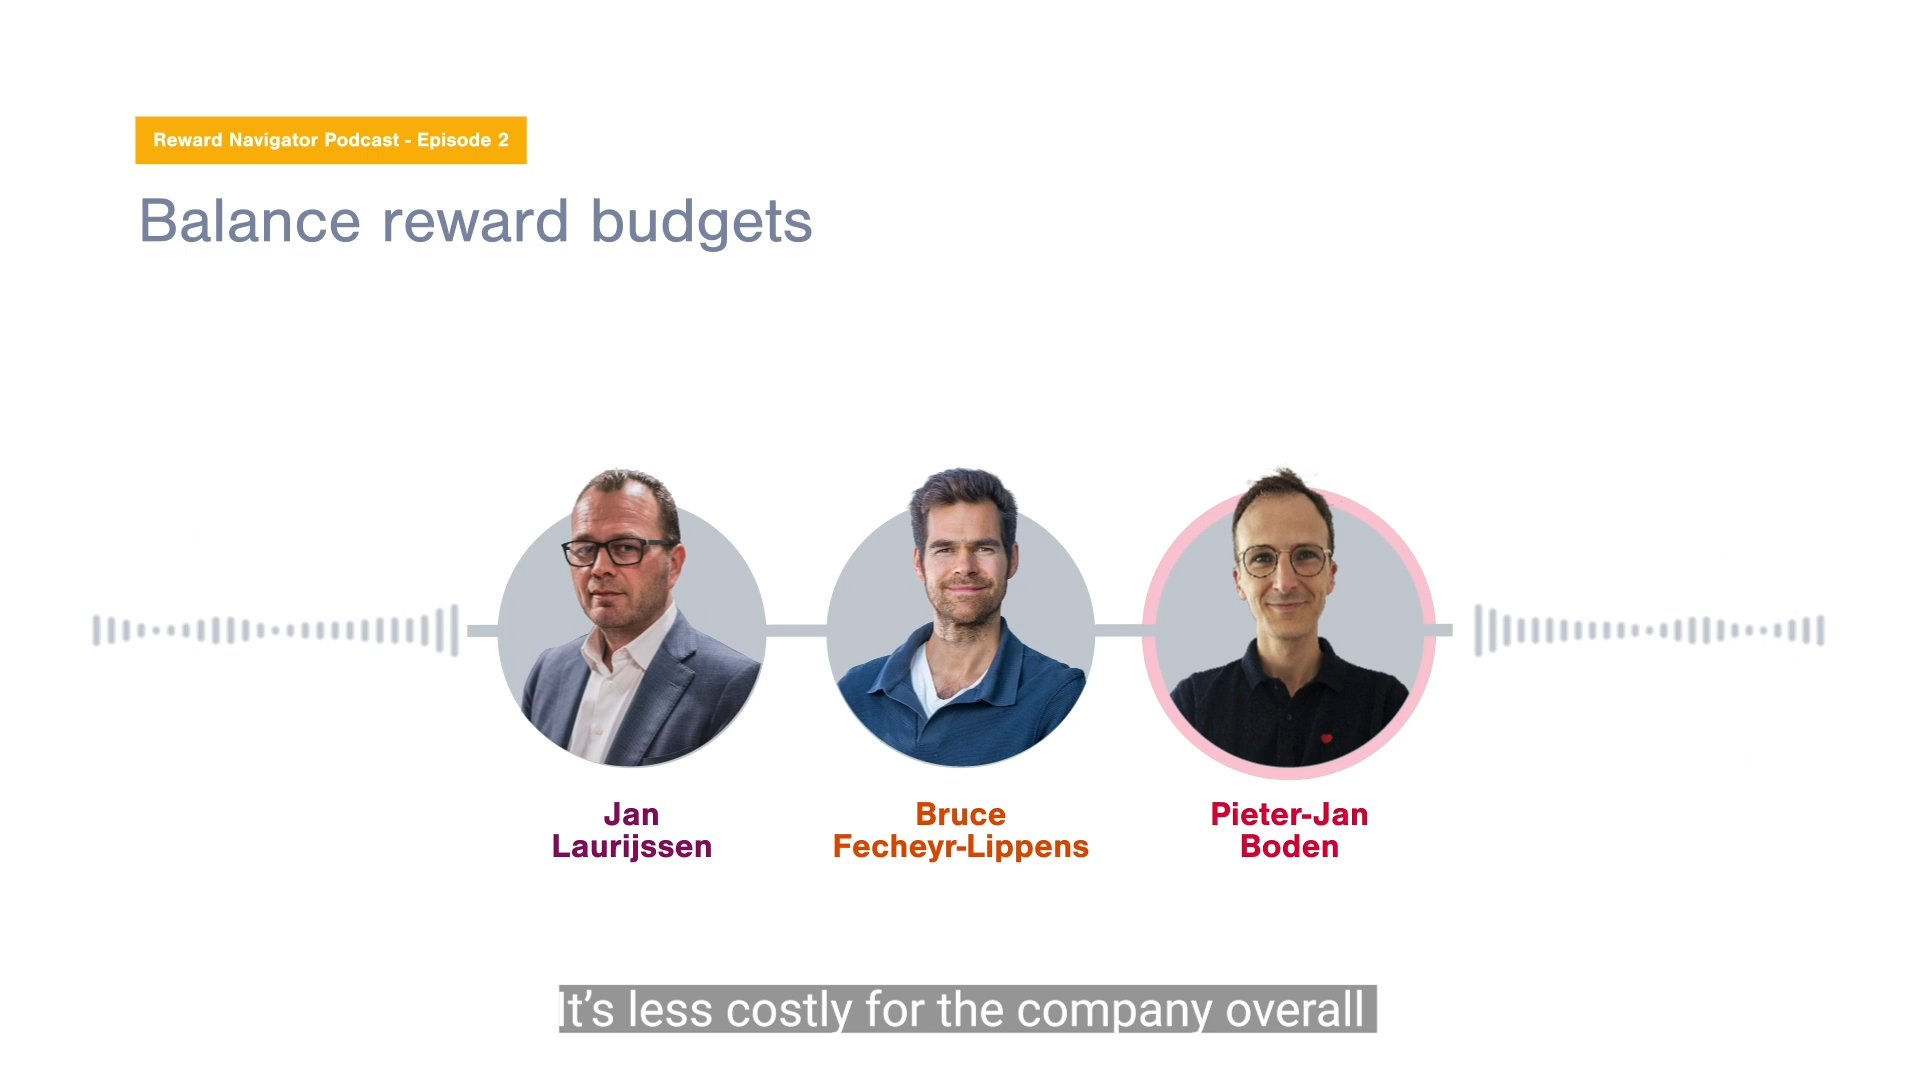 Reward Navigator Podcast - Episode 2
Balance reward budgets
Jan
Laurijssen
Bruce
Fecheyr-Lippens
Pieter-Jan
Boden
It’s less costly for the company overall